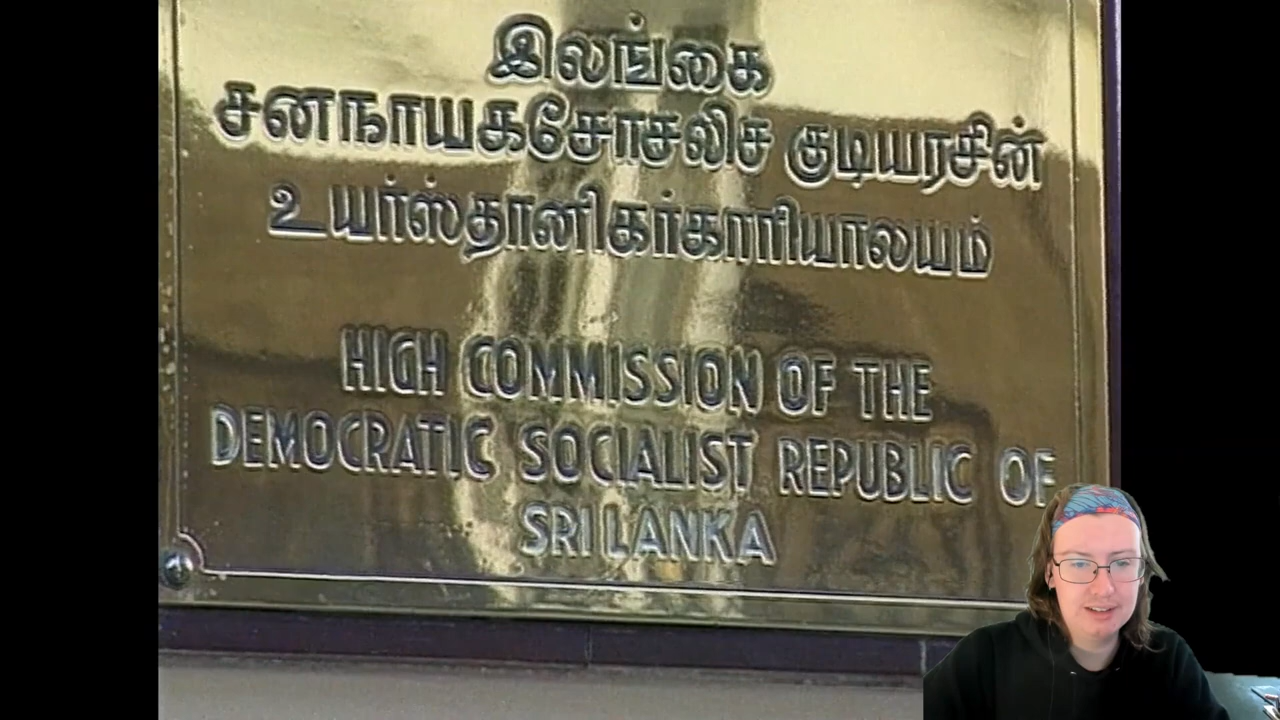 இலங்கை
சனநாயகசோசலிச குடியரசின்
உயர்ஸ்தானிகர்காரியாலயம்
HIGH COMMISSION OF THE
DEMOCRATIC SOCIALIST REPUBLIC OF
SRI LANKA